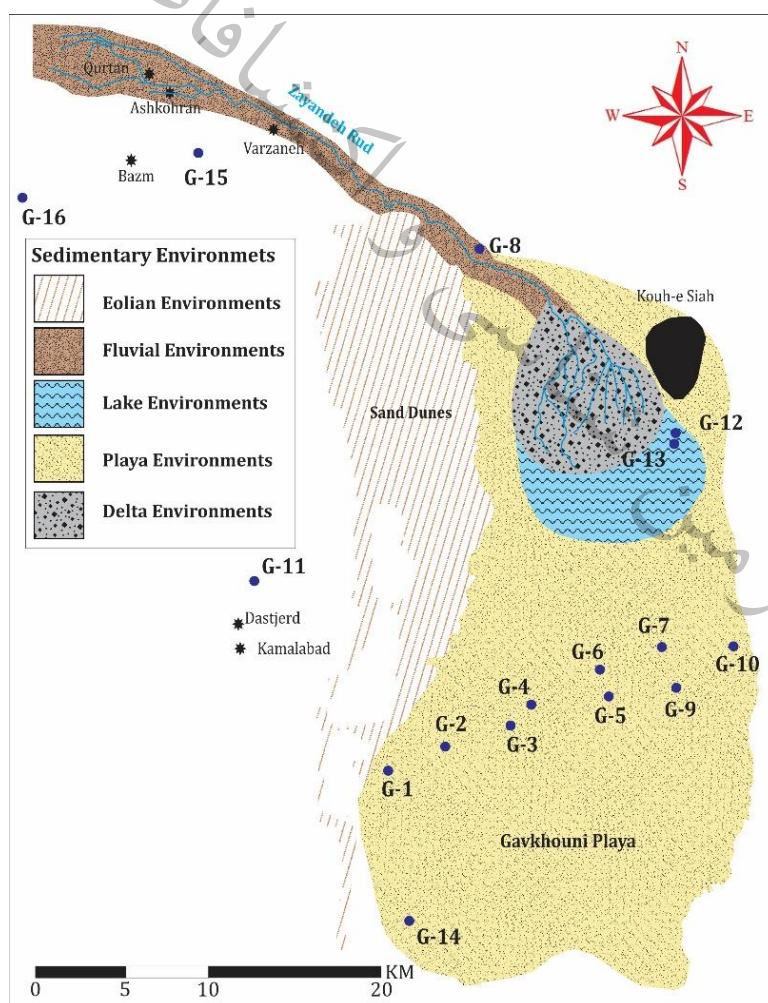 N
W
E
S
Qurtan
Ashkohran
Zayandeh Rud
Varzaneh
Bazm
G-15
G-16
G-8
Sedimentary Environmets
Eolian Environments
Fluvial Environments
Lake Environments
Playa Environments
Delta Environments
Kouh-e Siah
Sand Dunes
G-12
G-13
G-11
Dastjerd
Kamalabad
G-7
G-6
G-10
G-4
G-5
G-9
G-2
G-3
G-1
Gavkhouni Playa
G-14
KM
0
5
10
20